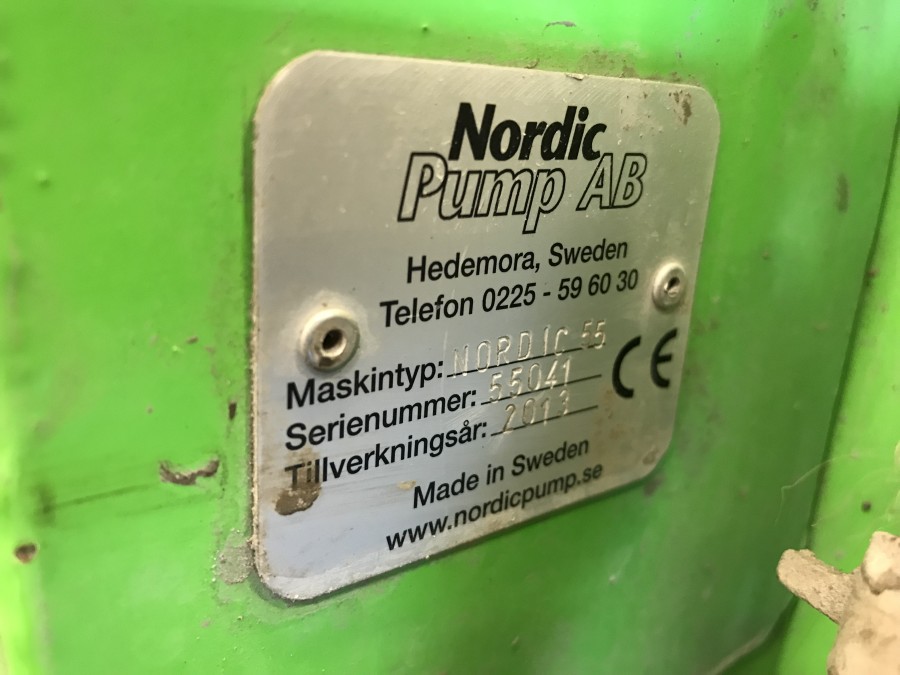 Nordic
Pump AB
Hedemora, Sweden
Telefon 0225 - 59 60 30
Maskintyp: NORDIC 55
Serienummer: 55041
Tillverkningsår: 2013
CE
Made in Sweden
www.nordicpump.se